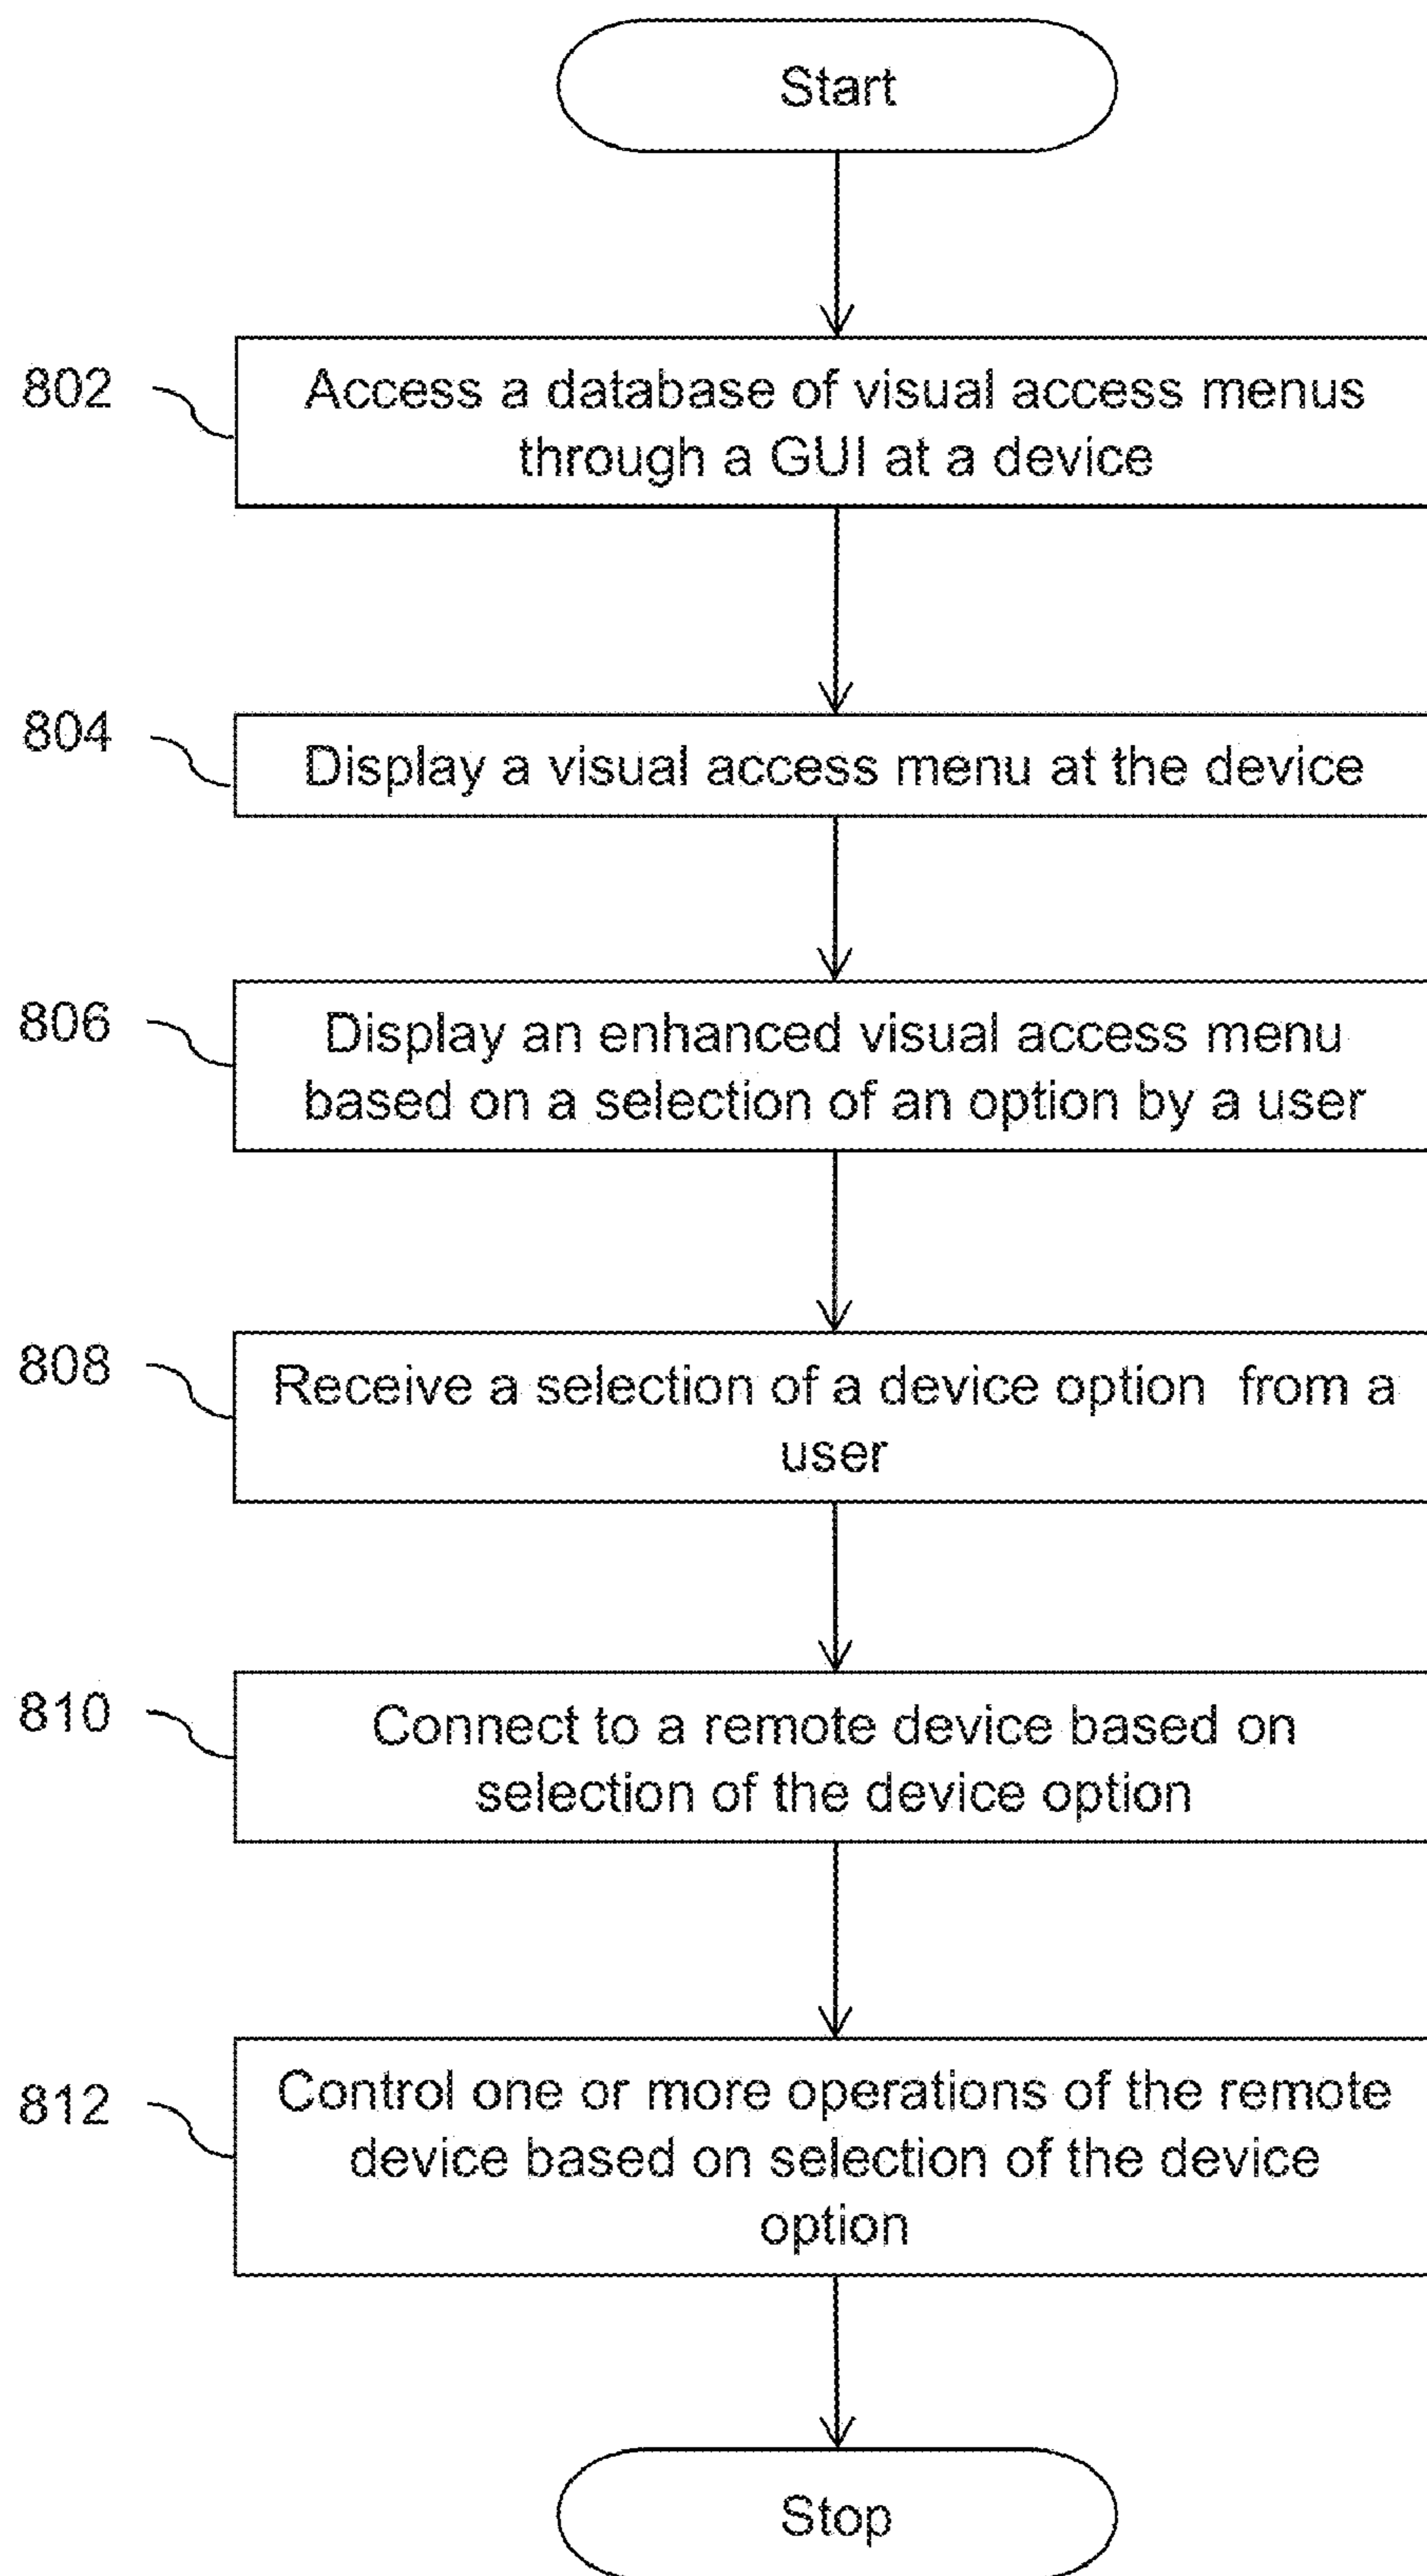 Start
802
Access a database of visual access menus
through a GUI at a device
804
Display a visual access menu at the device
806
Display an enhanced visual access menu
based on a selection of an option by a user
808
Receive a selection of a device option from a
user
810
Connect to a remote device based on
selection of the device option
812
Control one or more operations of the remote
device based on selection of the device
option
Stop